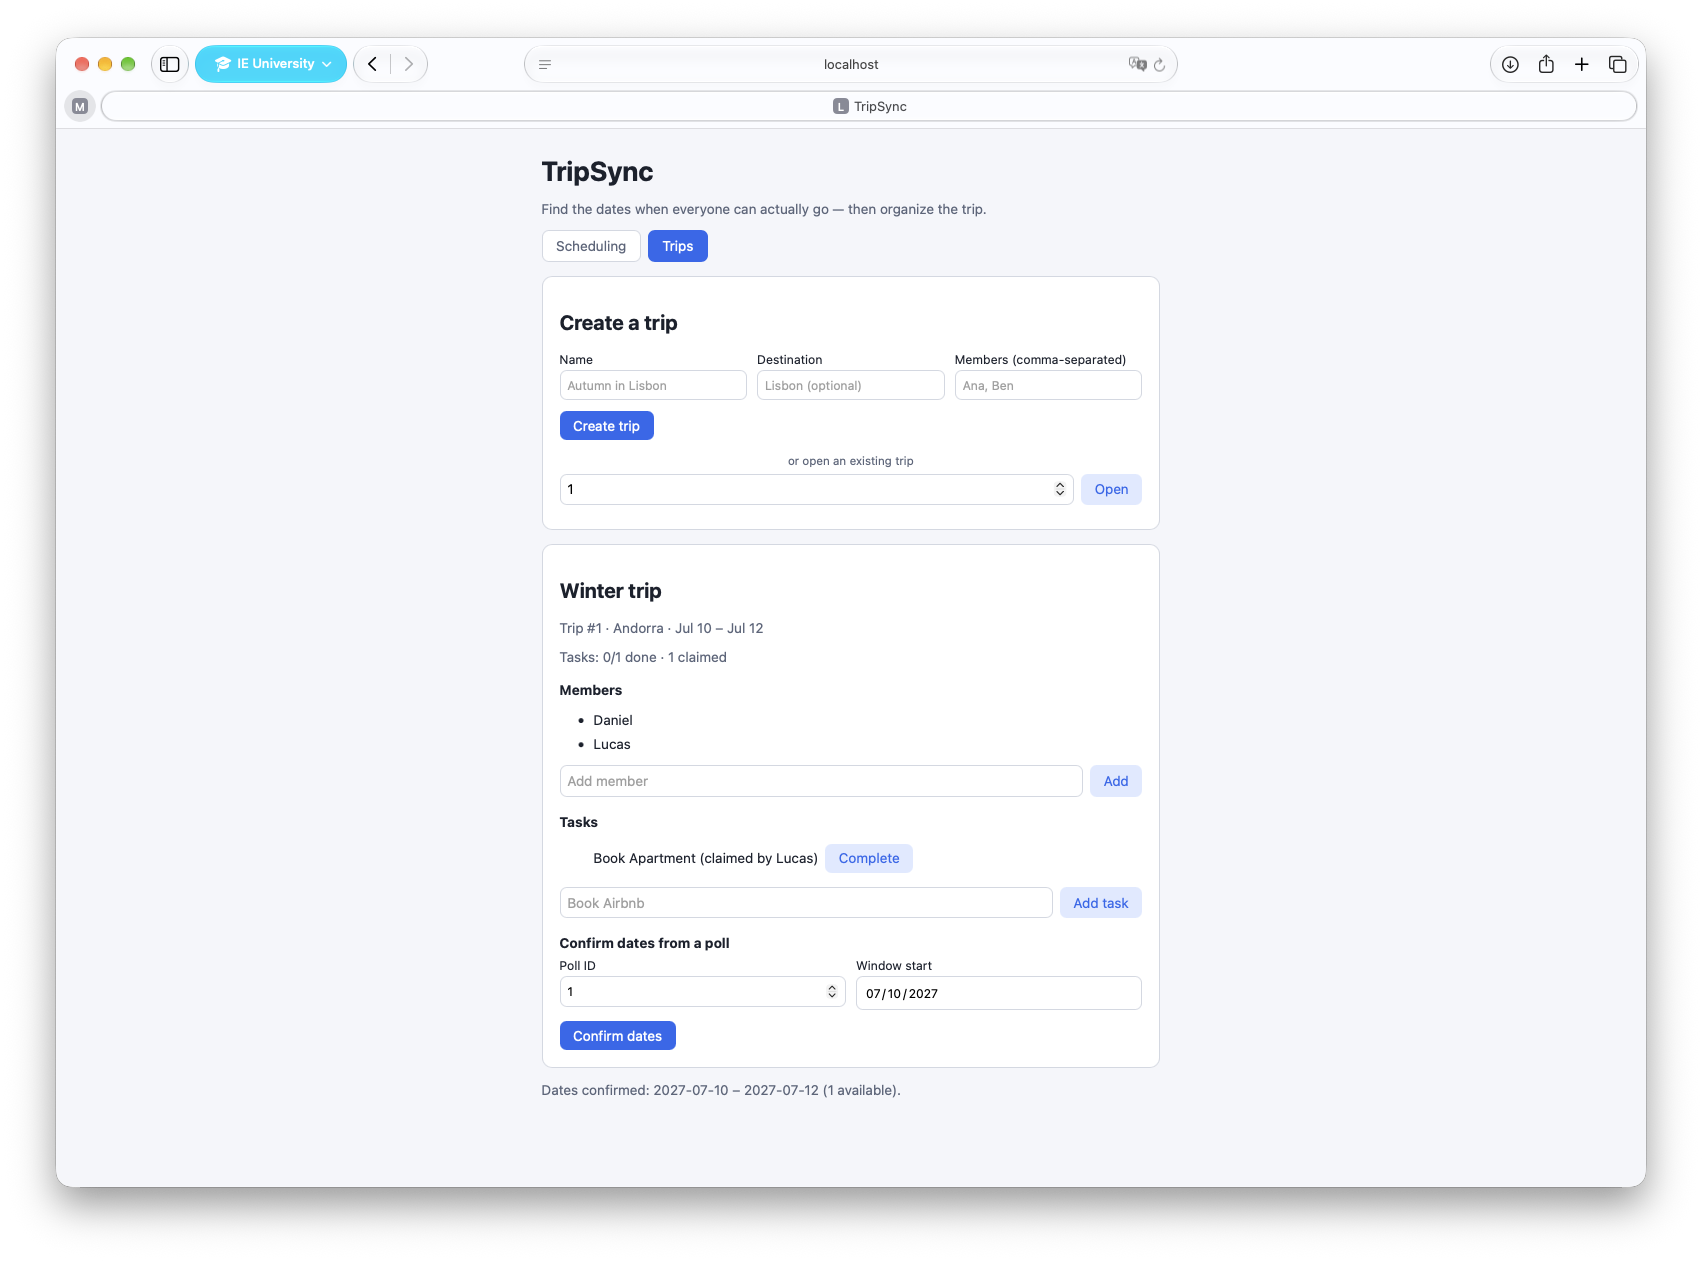 IE University
localhost
M
L TripSync
TripSync
Find the dates when everyone can actually go — then organize the trip.
Scheduling Trips
Create a trip
Name Destination Members (comma-separated)
Autumn in Lisbon Lisbon (optional) Ana, Ben
Create trip
or open an existing trip
1 Open
Winter trip
Trip #1 · Andorra · Jul 10 – Jul 12
Tasks: 0/1 done · 1 claimed
Members
• Daniel
• Lucas
Add member Add
Tasks
Book Apartment (claimed by Lucas) Complete
Book Airbnb Add task
Confirm dates from a poll
Poll ID Window start
1 07/10/2027
Confirm dates
Dates confirmed: 2027-07-10 – 2027-07-12 (1 available).